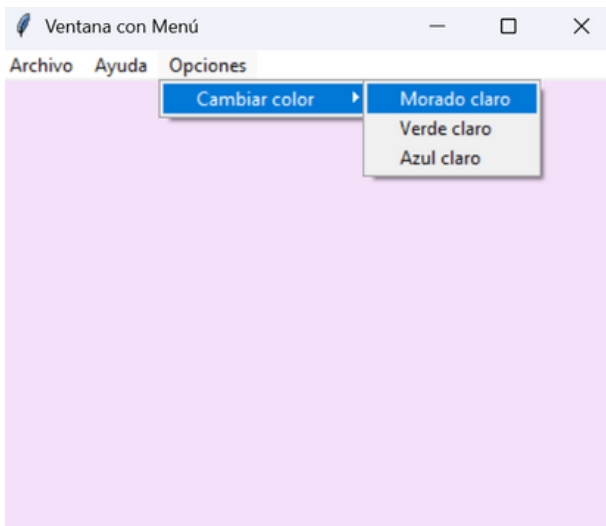 Ventana con Menú
Archivo Ayuda Opciones
Cambiar color Morado claro
Verde claro
Azul claro